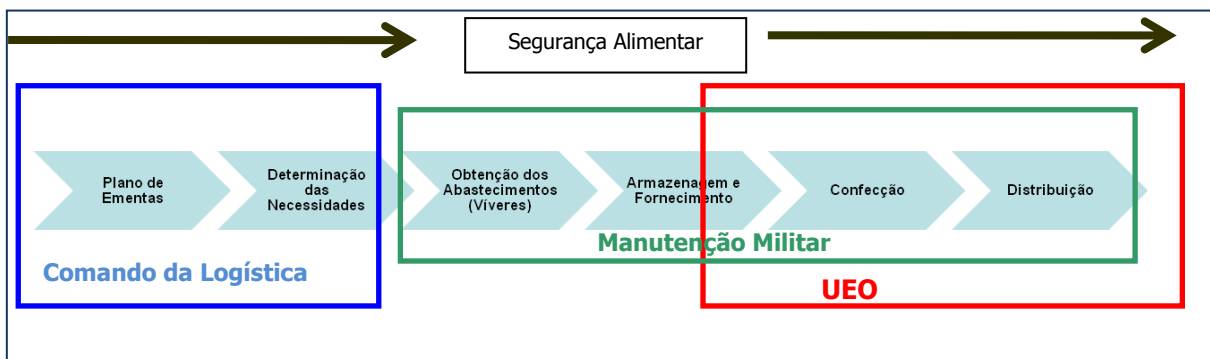 Segurança Alimentar
Plano de
Ementas
Determinação
das
Necessidades
Obtenção dos
Abastecimentos
(Víveres)
Armazenagem e
Fornecimento
Confecção
Distribuição
Manutenção Militar
Comando da Logística
UEO